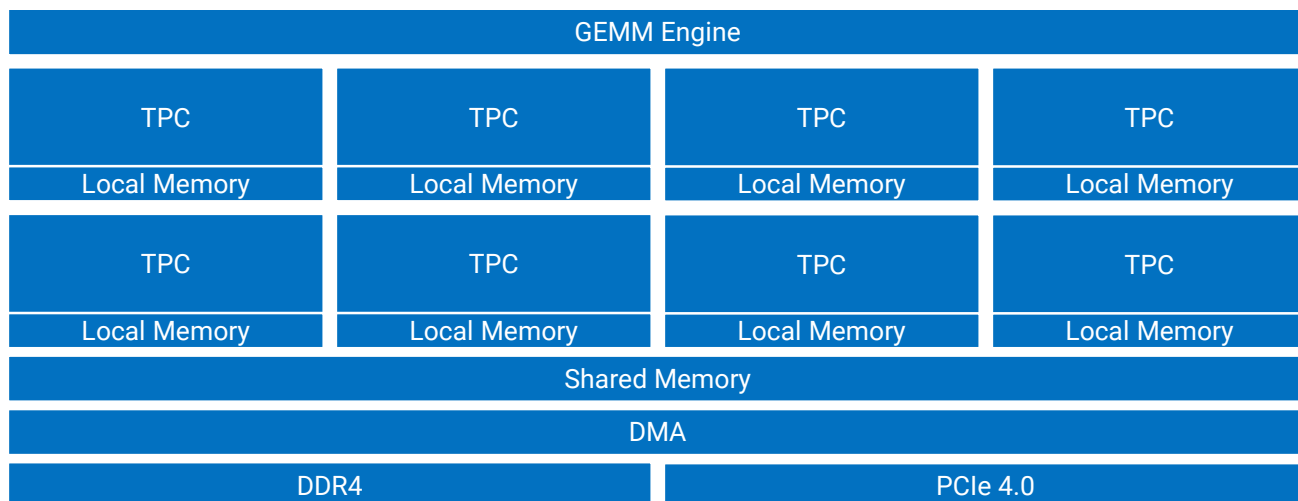 GEMM Engine
TPC TPC TPC TPC
Local Memory Local Memory Local Memory Local Memory
TPC TPC TPC TPC
Local Memory Local Memory Local Memory Local Memory
Shared Memory
DMA
DDR4 PCIe 4.0